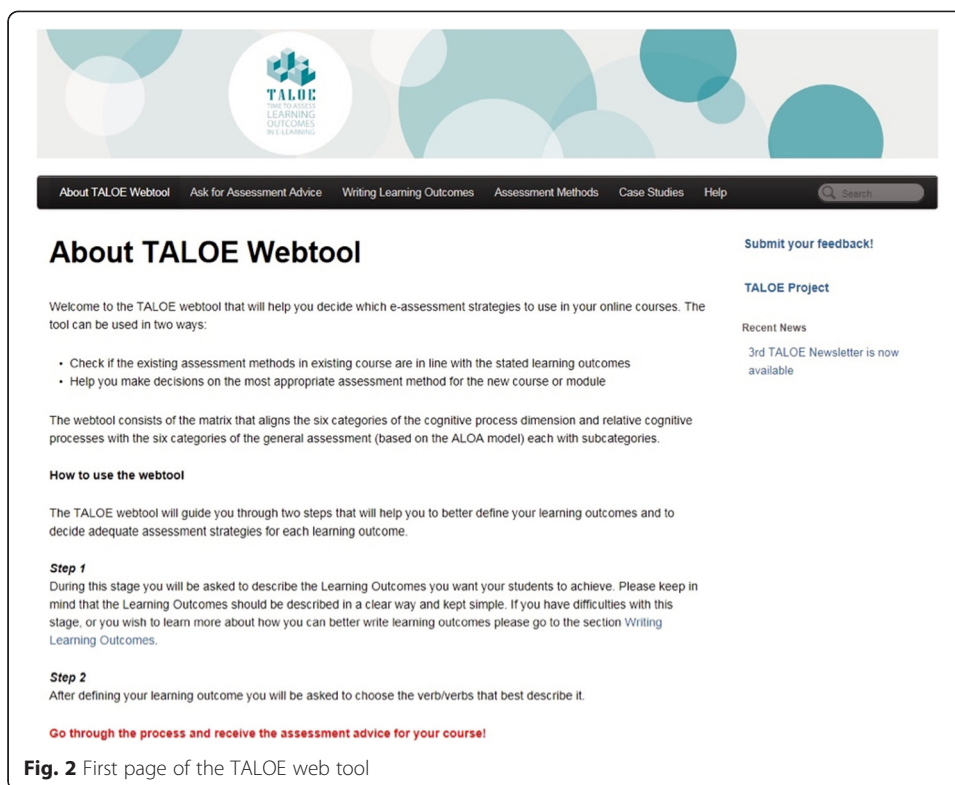 TALOE
TIME TO ASSESS
LEARNING
OUTCOMES
IN E-LEARNING
About TALOE Webtool Ask for Assessment Advice Writing Learning Outcomes Assessment Methods Case Studies Help Search
About TALOE Webtool
Welcome to the TALOE webtool that will help you decide which e-assessment strategies to use in your online courses. The
tool can be used in two ways:
• Check if the existing assessment methods in existing course are in line with the stated learning outcomes
• Help you make decisions on the most appropriate assessment method for the new course or module
The webtool consists of the matrix that aligns the six categories of the cognitive process dimension and relative cognitive
processes with the six categories of the general assessment (based on the ALOA model) each with subcategories.
How to use the webtool
The TALOE webtool will guide you through two steps that will help you to better define your learning outcomes and to
decide adequate assessment strategies for each learning outcome.
Step 1
During this stage you will be asked to describe the Learning Outcomes you want your students to achieve. Please keep in
mind that the Learning Outcomes should be described in a clear way and kept simple. If you have difficulties with this
stage, or you wish to learn more about how you can better write learning outcomes please go to the section Writing
Learning Outcomes.
Step 2
After defining your learning outcome you will be asked to choose the verb/verbs that best describe it.
Go through the process and receive the assessment advice for your course!
Submit your feedback!
TALOE Project
Recent News
3rd TALOE Newsletter is now
available
Fig. 2 First page of the TALOE web tool